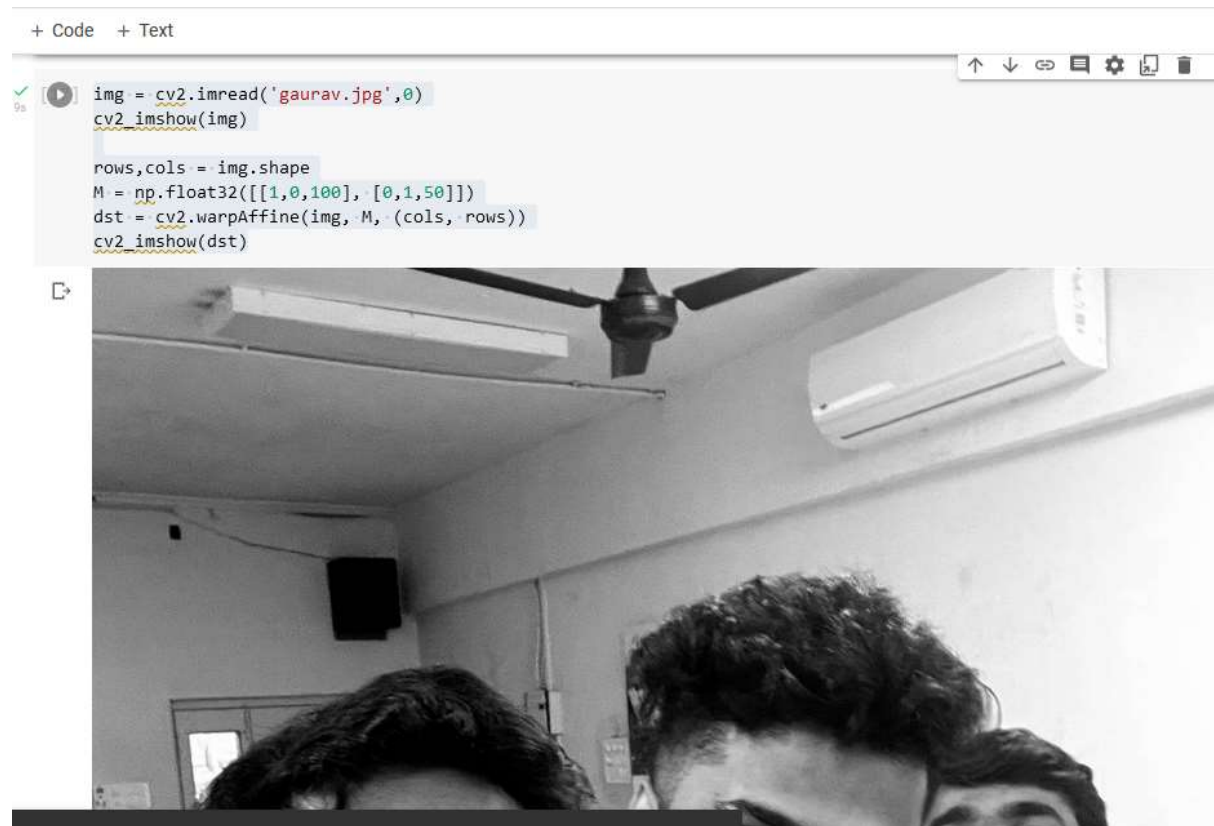 + Code + Text
9s
img = cv2.imread('gaurav.jpg',0)
cv2_imshow(img)
rows,cols = img.shape
M = np.float32([[1,0,100], [0,1,50]])
dst = cv2.warpAffine(img, M, (cols, rows))
cv2_imshow(dst)